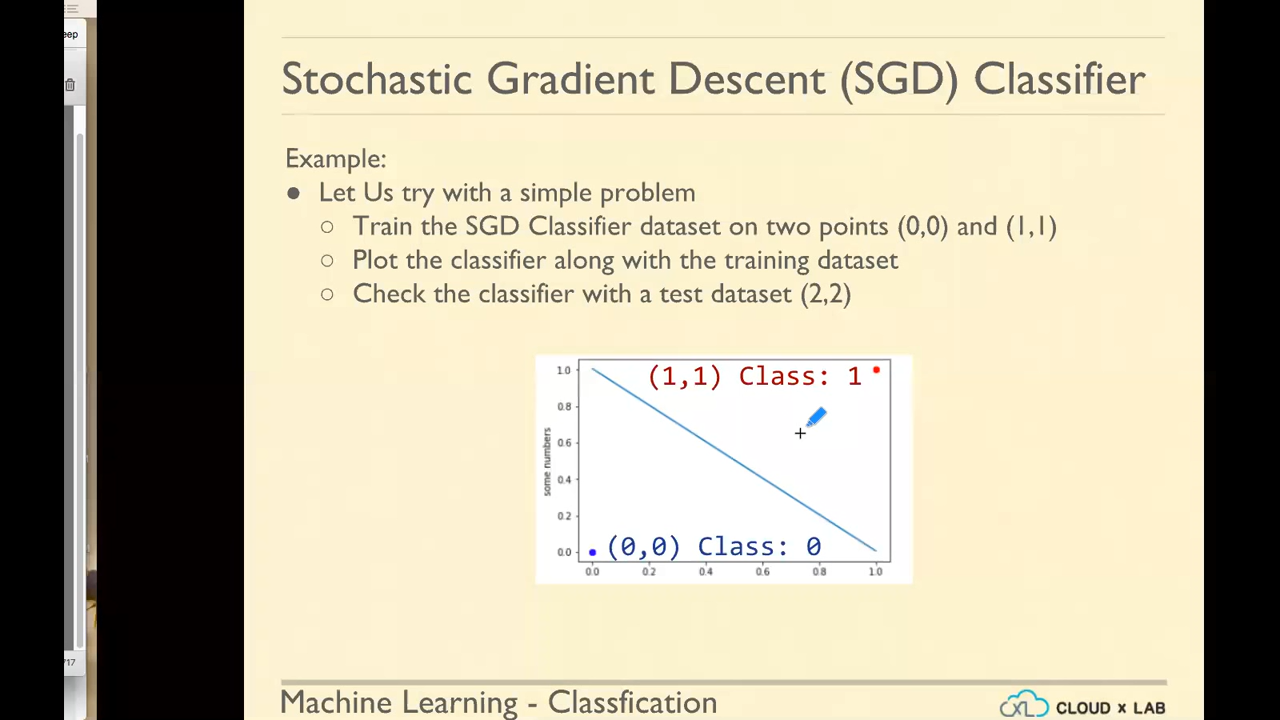 eep
Stochastic Gradient Descent (SGD) Classifier
Example:
● Let Us try with a simple problem
○ Train the SGD Classifier dataset on two points (0,0) and (1,1)
○ Plot the classifier along with the training dataset
○ Check the classifier with a test dataset (2,2)
(1,1) Class: 1
1.0
0.8
0.6
0.4
0.2
0.0
some numbers
(0,0) Class: 0
0.0 0.2 0.4 0.6 0.8 1.0
717
Machine Learning - Classfication
CLOUD x LAB